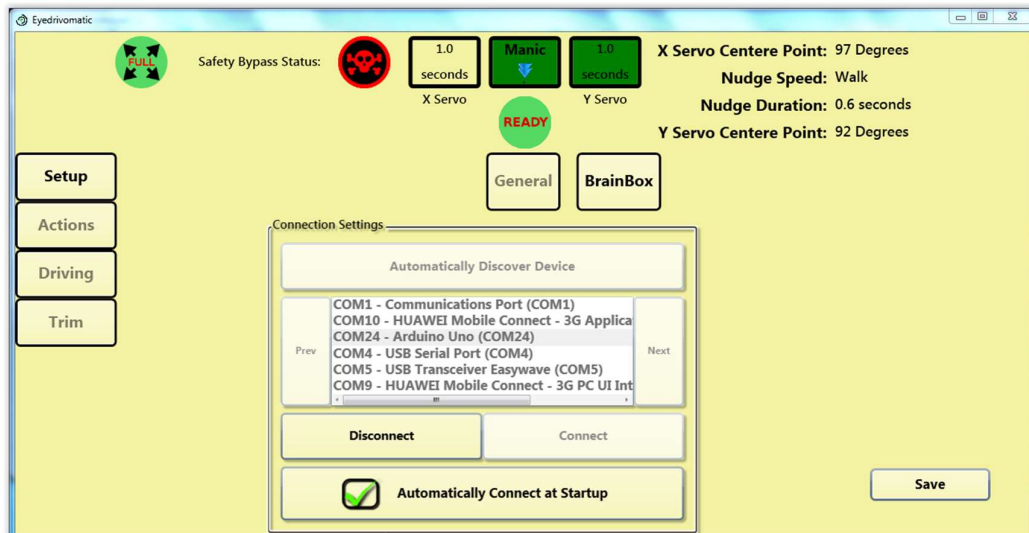 Eyedrivomatic
FULL
Safety Bypass Status:
1.0
seconds
X Servo
Manic
1.0
seconds
Y Servo
READY
X Servo Centere Point: 97 Degrees
Nudge Speed: Walk
Nudge Duration: 0.6 seconds
Y Servo Centere Point: 92 Degrees
Setup
Actions
Driving
Trim
General
BrainBox
Connection Settings
Automatically Discover Device
Prev
COM1 - Communications Port (COM1)
COM10 - HUAWEI Mobile Connect - 3G Applica
COM24 - Arduino Uno (COM24)
COM4 - USB Serial Port (COM4)
COM5 - USB Transceiver Easywave (COM5)
COM9 - HUAWEI Mobile Connect - 3G PC UI Int
Next
Disconnect
Connect
Automatically Connect at Startup
Save